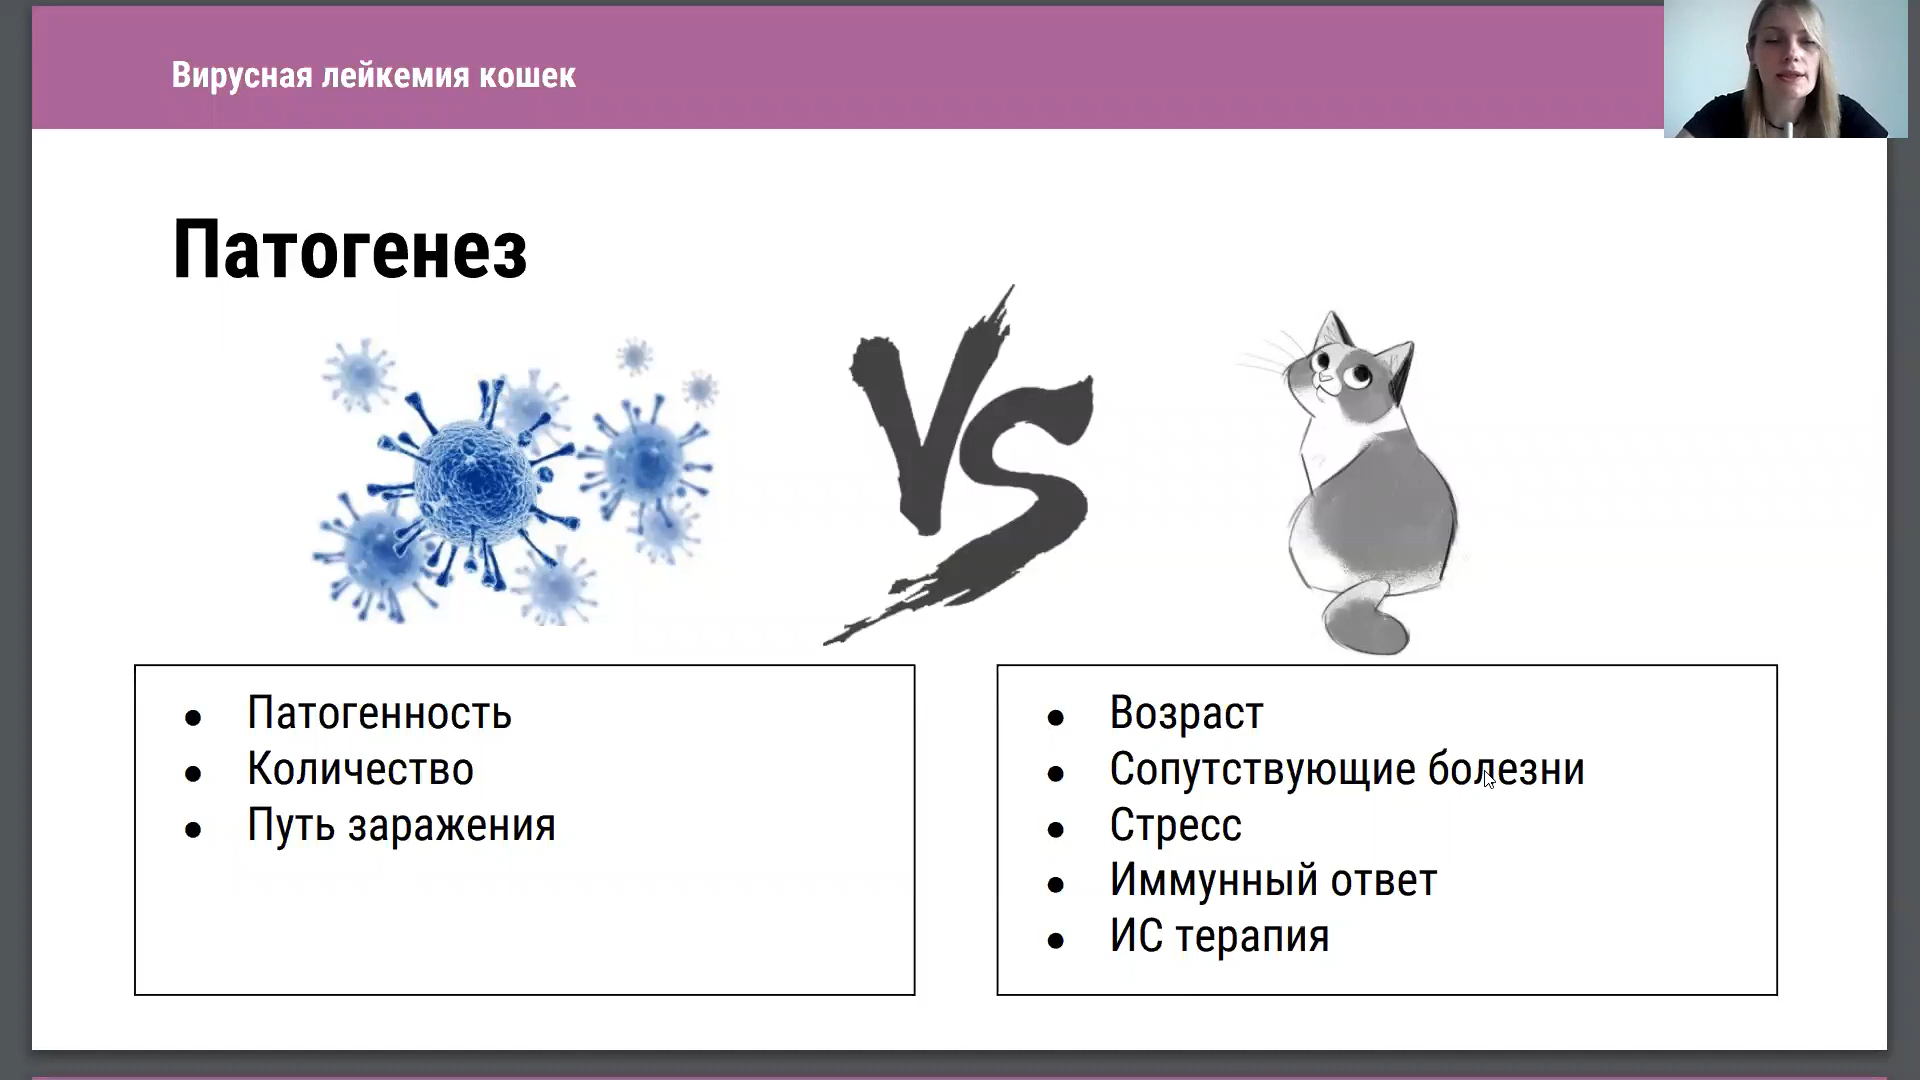 Вирусная лейкемия кошек
Патогенез
VS
Патогенность
Количество
Путь заражения
Возраст
Сопутствующие болезни
Стресс
Иммунный ответ
ИС терапия